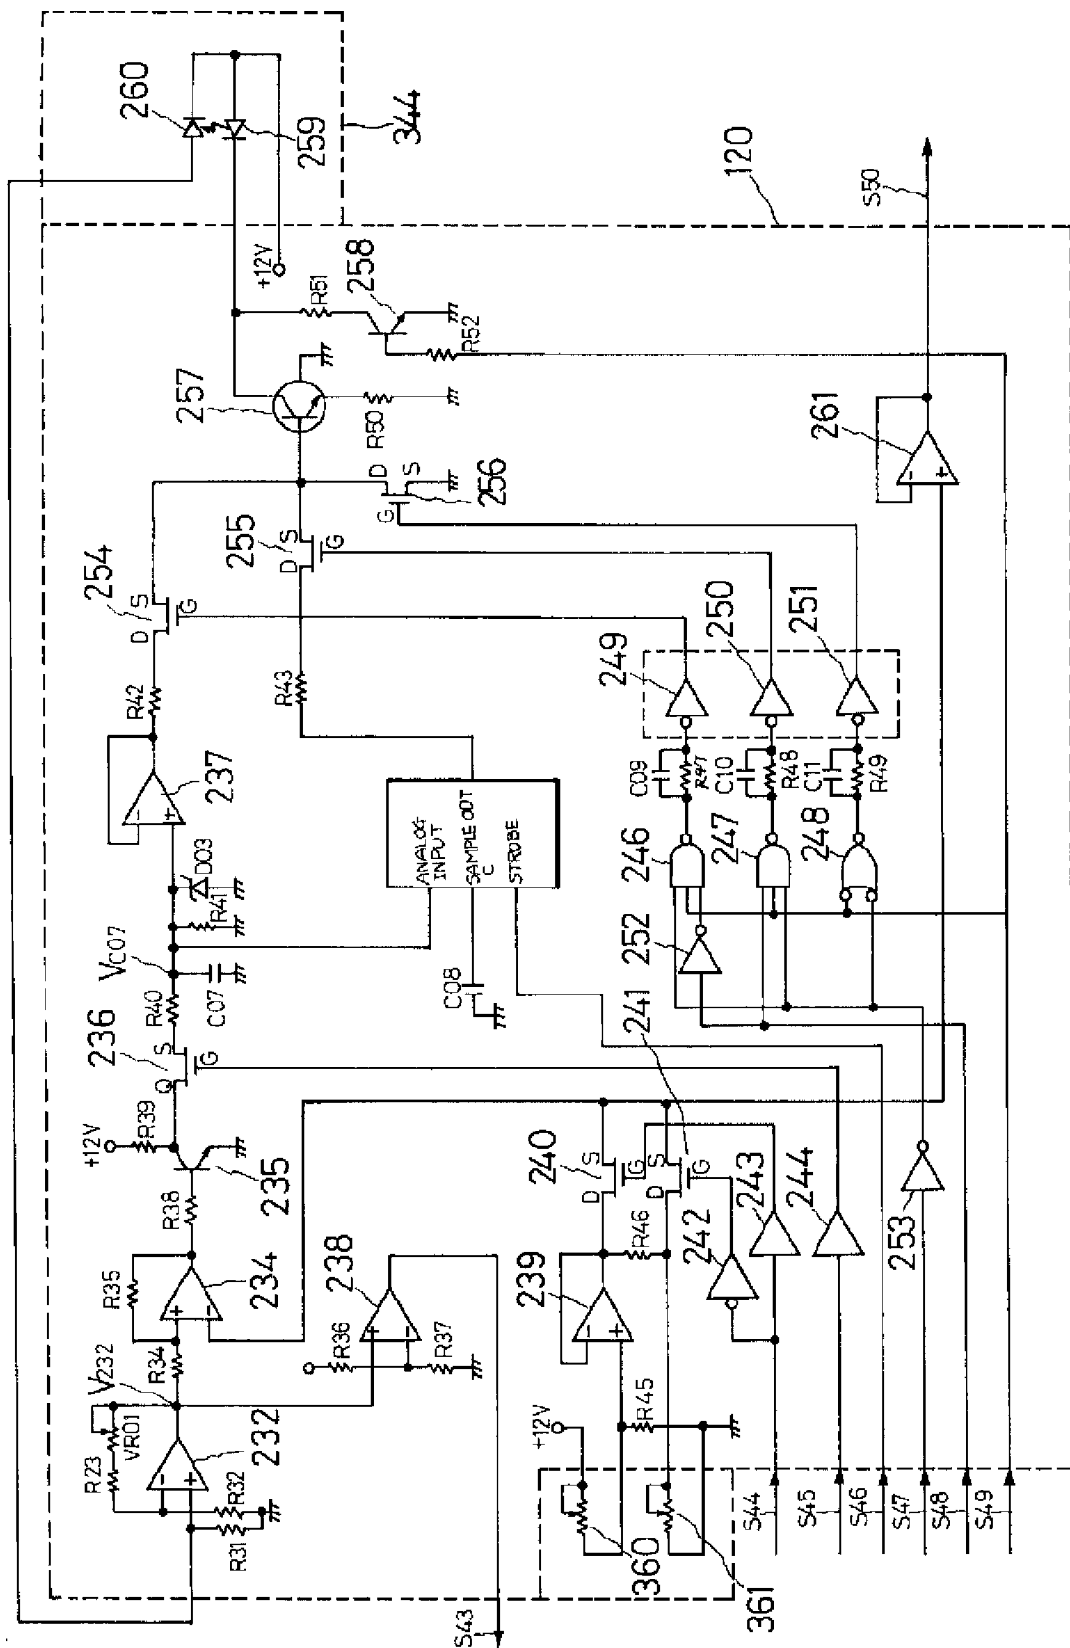 260
259
344
120
S50
+12V
R51
258
R52
257
R50
D
S
256
G
261
-
+
254
D
S
G
255
D
S
G
R42
R43
249
250
251
237
-
+
C09
R47
C10
R48
C11
R49
ANALOG
INPUT
SAMPLE OUT
C
STROBE
246
247
248
252
D03
R41
VC07
C07
R40
C08
236
Q
S
G
241
+12V
R39
235
R38
240
D
S
G
D
S
G
243
244
253
R35
234
+
-
238
+
-
R36
R37
239
-
+
R46
242
R34
V232
R23
VR01
232
-
+
R32
R31
R45
+12V
360
361
S43
S44
S45
S46
S47
S48
S49